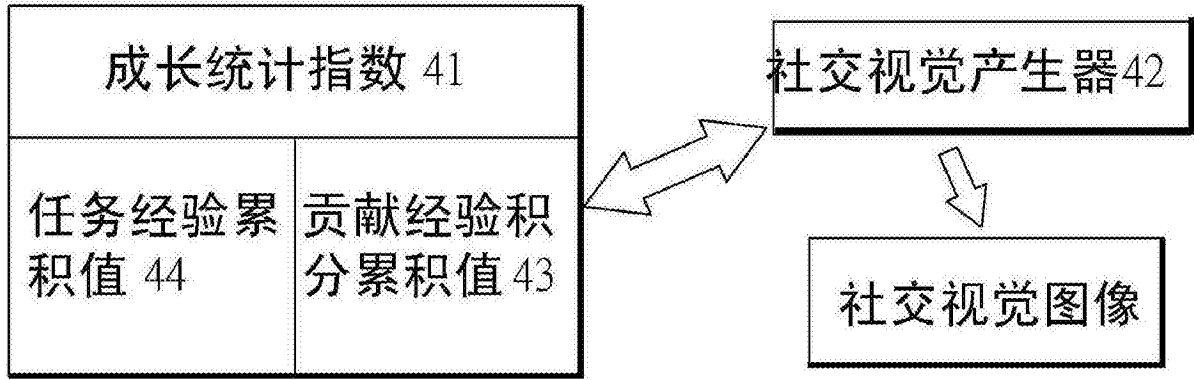 成长统计指数 41
任务经验累
积值 44
贡献经验积
分累积值 43
社交视觉产生器42
社交视觉图像